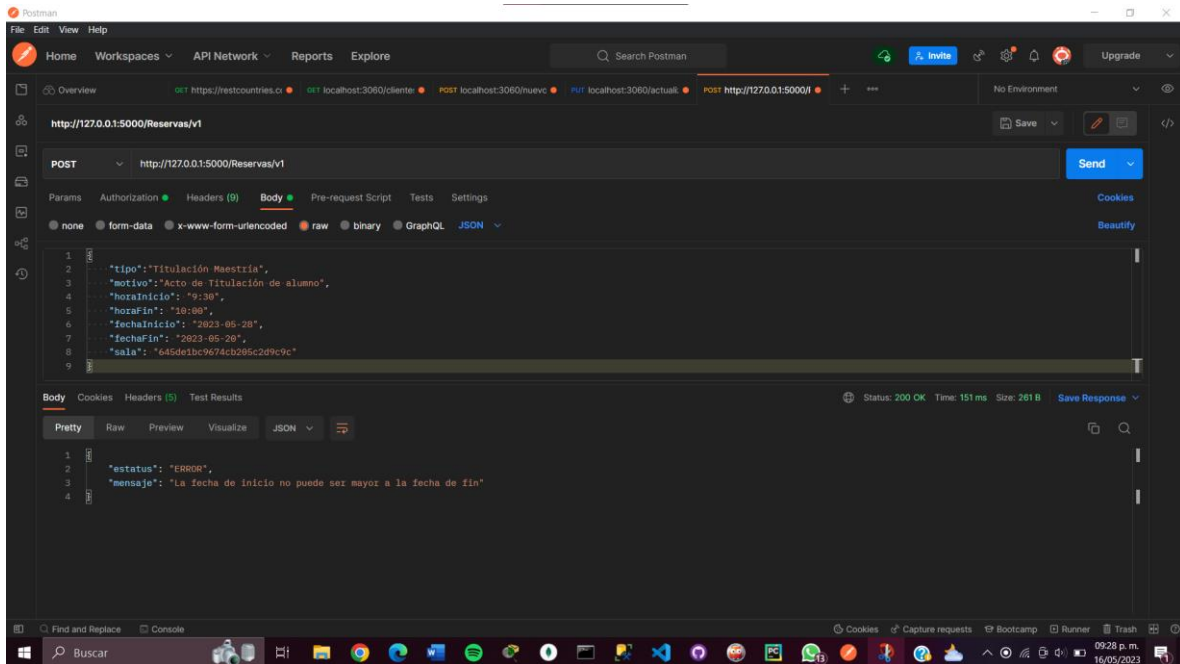 Postman
File Edit View Help
Home Workspaces API Network Reports Explore Search Postman Invite Upgrade
Overview GET https://restcountries.cc GET localhost:3060/cliente: POST localhost:3060/nuevc PUT localhost:3060/actuali: POST http://127.0.0.1:5000/ No Environment
http://127.0.0.1:5000/Reservas/v1 Save
POST http://127.0.0.1:5000/Reservas/v1 Send
Params Authorization Headers (9) Body Pre-request Script Tests Settings Cookies
none form-data x-www-form-urlencoded raw binary GraphQL JSON Beautify
1 {
2 "tipo":"Titulación Maestría",
3 "motivo":"Acto de Titulación de alumno",
4 "horaInicio": "9:30",
5 "horaFin": "10:00",
6 "fechaInicio": "2023-05-28",
7 "fechaFin": "2023-05-20",
8 "sala": "645de1bc9674cb205c2d9c9c"
9 }
Body Cookies Headers (5) Test Results Status: 200 OK Time: 151 ms Size: 261 B Save Response
Pretty Raw Preview Visualize JSON
1 {
2 "estatus": "ERROR",
3 "mensaje": "La fecha de inicio no puede ser mayor a la fecha de fin"
4 }
Find and Replace Console Cookies Capture requests Bootcamp Runner Trash
Buscar 09:28 p. m.
16/05/2023